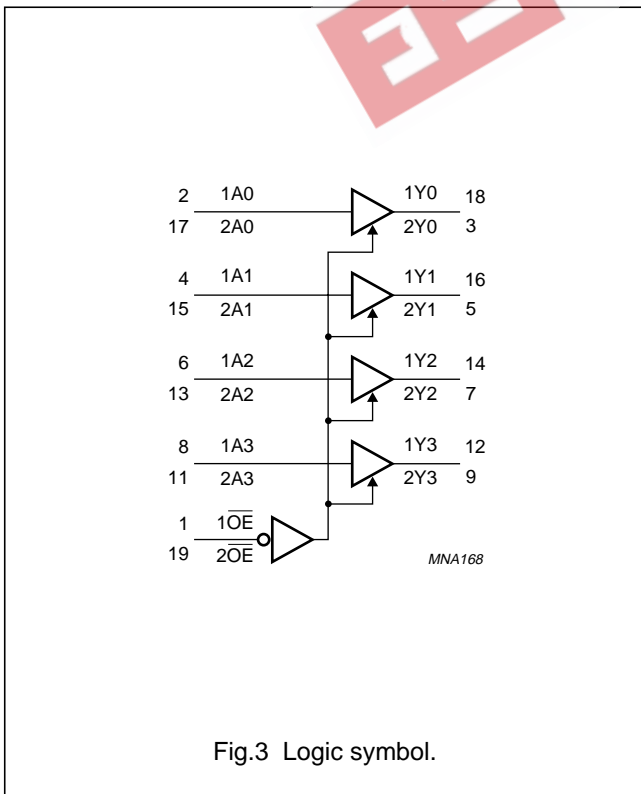 2 1A0 1Y0 18
17 2A0 2Y0 3
4 1A1 1Y1 16
15 2A1 2Y1 5
6 1A2 1Y2 14
13 2A2 2Y2 7
8 1A3 1Y3 12
11 2A3 2Y3 9
1 1O̅E̅
19 2O̅E̅
MNA168
Fig.3 Logic symbol.